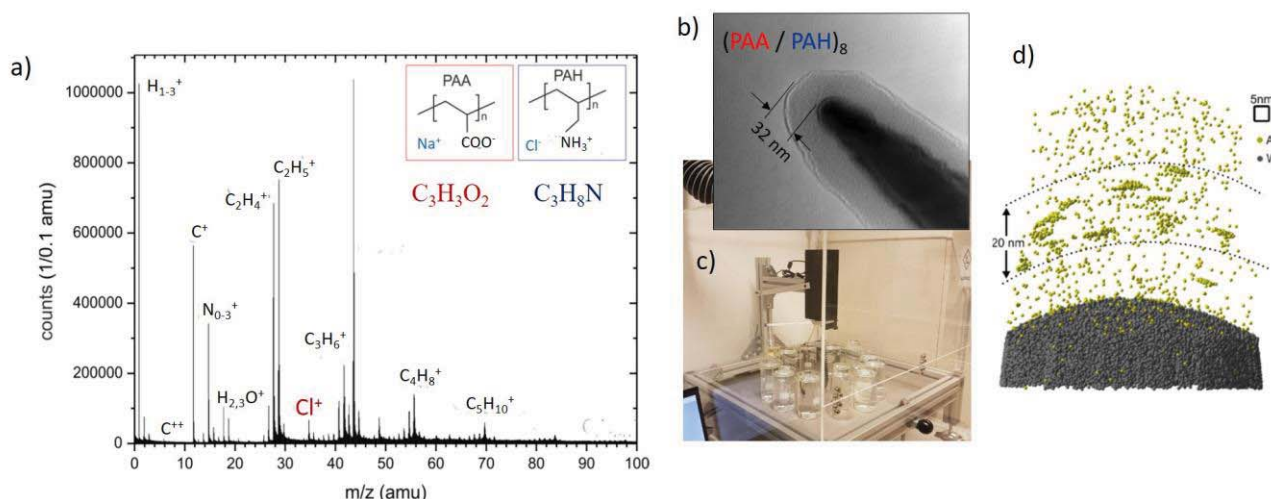 a)
counts (1/0.1 amu)
1000000
800000
600000
400000
200000
0
0 10 20 30 40 50 60 70 80 90 100
m/z (amu)
H₁₋₃⁺
C⁺
C⁺⁺
N₀₋₃⁺
H₂,₃O⁺
C₂H₄⁺
C₂H₅⁺
Cl⁺
C₃H₆⁺
C₄H₈⁺
C₅H₁₀⁺
PAA
n
Na⁺ COO⁻
C₃H₃O₂
PAH
n
Cl⁻ NH₃⁺
C₃H₈N
b)
(PAA / PAH)₈
32 nm
c)
d)
5nm
20 nm